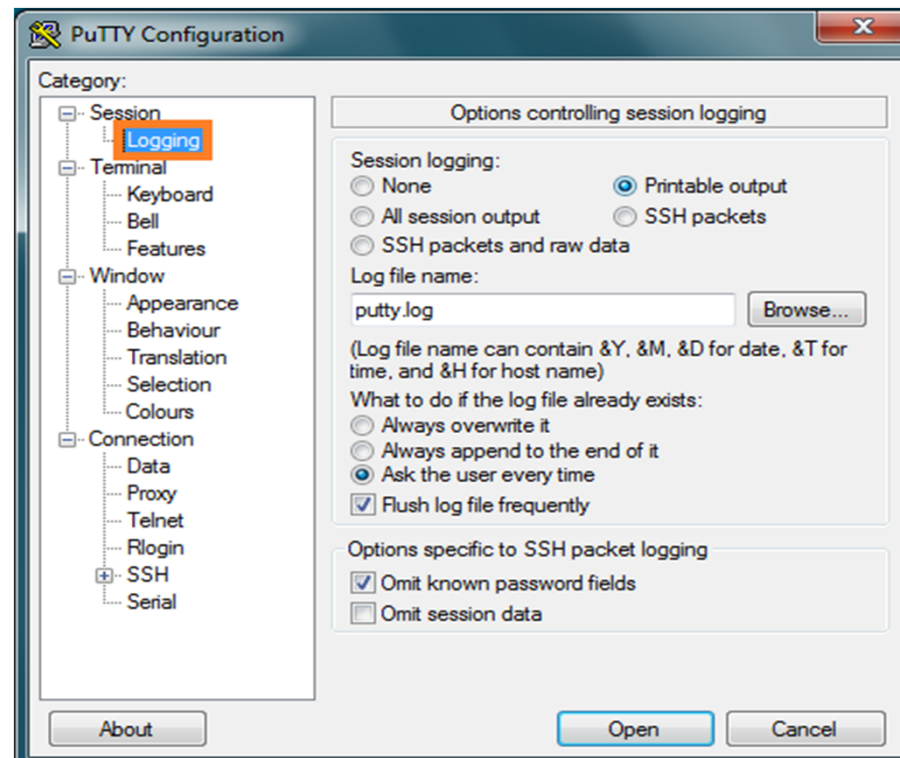 PuTTY Configuration
Category:
Session
Logging
Terminal
Keyboard
Bell
Features
Window
Appearance
Behaviour
Translation
Selection
Colours
Connection
Data
Proxy
Telnet
Rlogin
SSH
Serial
Options controlling session logging
Session logging:
None
Printable output
All session output
SSH packets
SSH packets and raw data
Log file name:
putty.log
Browse...
(Log file name can contain &Y, &M, &D for date, &T for
time, and &H for host name)
What to do if the log file already exists:
Always overwrite it
Always append to the end of it
Ask the user every time
Flush log file frequently
Options specific to SSH packet logging
Omit known password fields
Omit session data
About
Open
Cancel